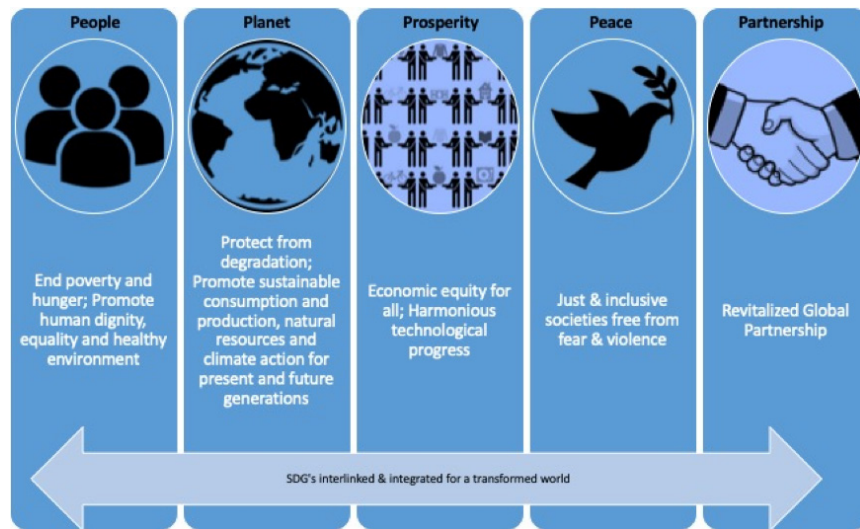 People
Planet
Prosperity
Peace
Partnership
End poverty and
hunger; Promote
human dignity,
equality and healthy
environment
Protect from
degradation;
Promote sustainable
consumption and
production, natural
resources and
climate action for
present and future
generations
Economic equity for
all; Harmonious
technological
progress
Just & inclusive
societies free from
fear & violence
Revitalized Global
Partnership
SDG's interlinked & integrated for a transformed world